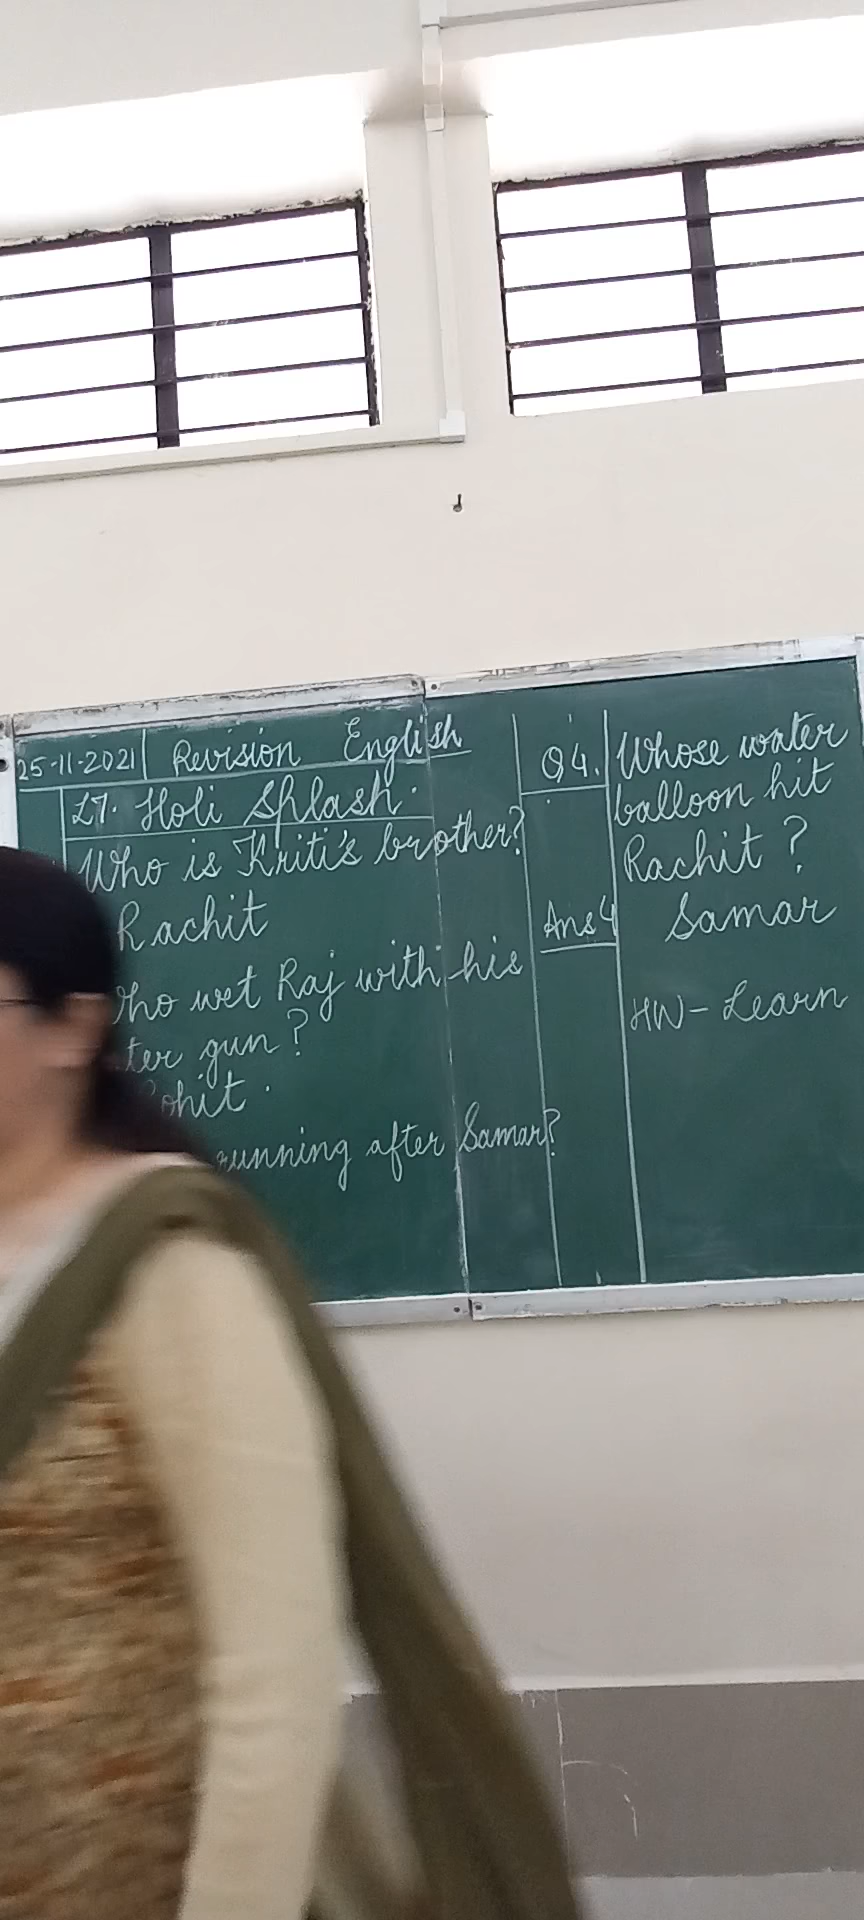 25-11-2021 Revision English
L7. Holi Splash.
Who is Kriti's brother?
Rachit
wet Raj with his
gun?
running after Samar?
Q4. Whose water
balloon hit
Rachit?
Ans4 Samar
HW - Learn